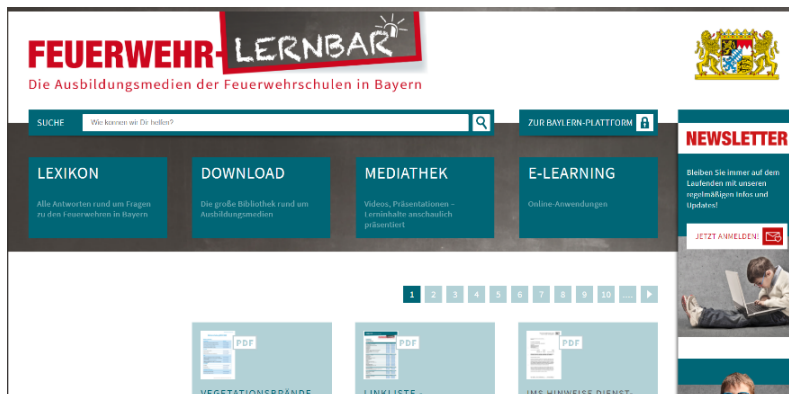 FEUERWEHR-LERNBAR
Die Ausbildungsmedien der Feuerwehrschulen in Bayern
SUCHE
Wie können wir Dir helfen?
ZUR BAYLERN-PLATTFORM
LEXIKON
Alle Antworten rund um Fragen
zu den Feuerwehren in Bayern
DOWNLOAD
Die große Bibliothek rund um
Ausbildungsmedien
MEDIATHEK
Videos, Präsentationen –
Lerninhalte anschaulich
präsentiert
E-LEARNING
Online-Anwendungen
NEWSLETTER
Bleiben Sie immer auf dem
Laufenden mit unseren
regelmäßigen Infos und
Updates!
JETZT ANMELDEN!
1 2 3 4 5 6 7 8 9 10 ....
PDF
VEGETATIONSBRÄNDE
PDF
LINKLISTE -
PDF
IMS HINWEISE DIENST-